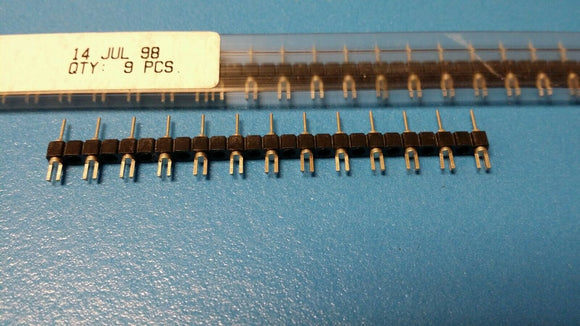 14 JUL 98
QTY: 9 PCS.